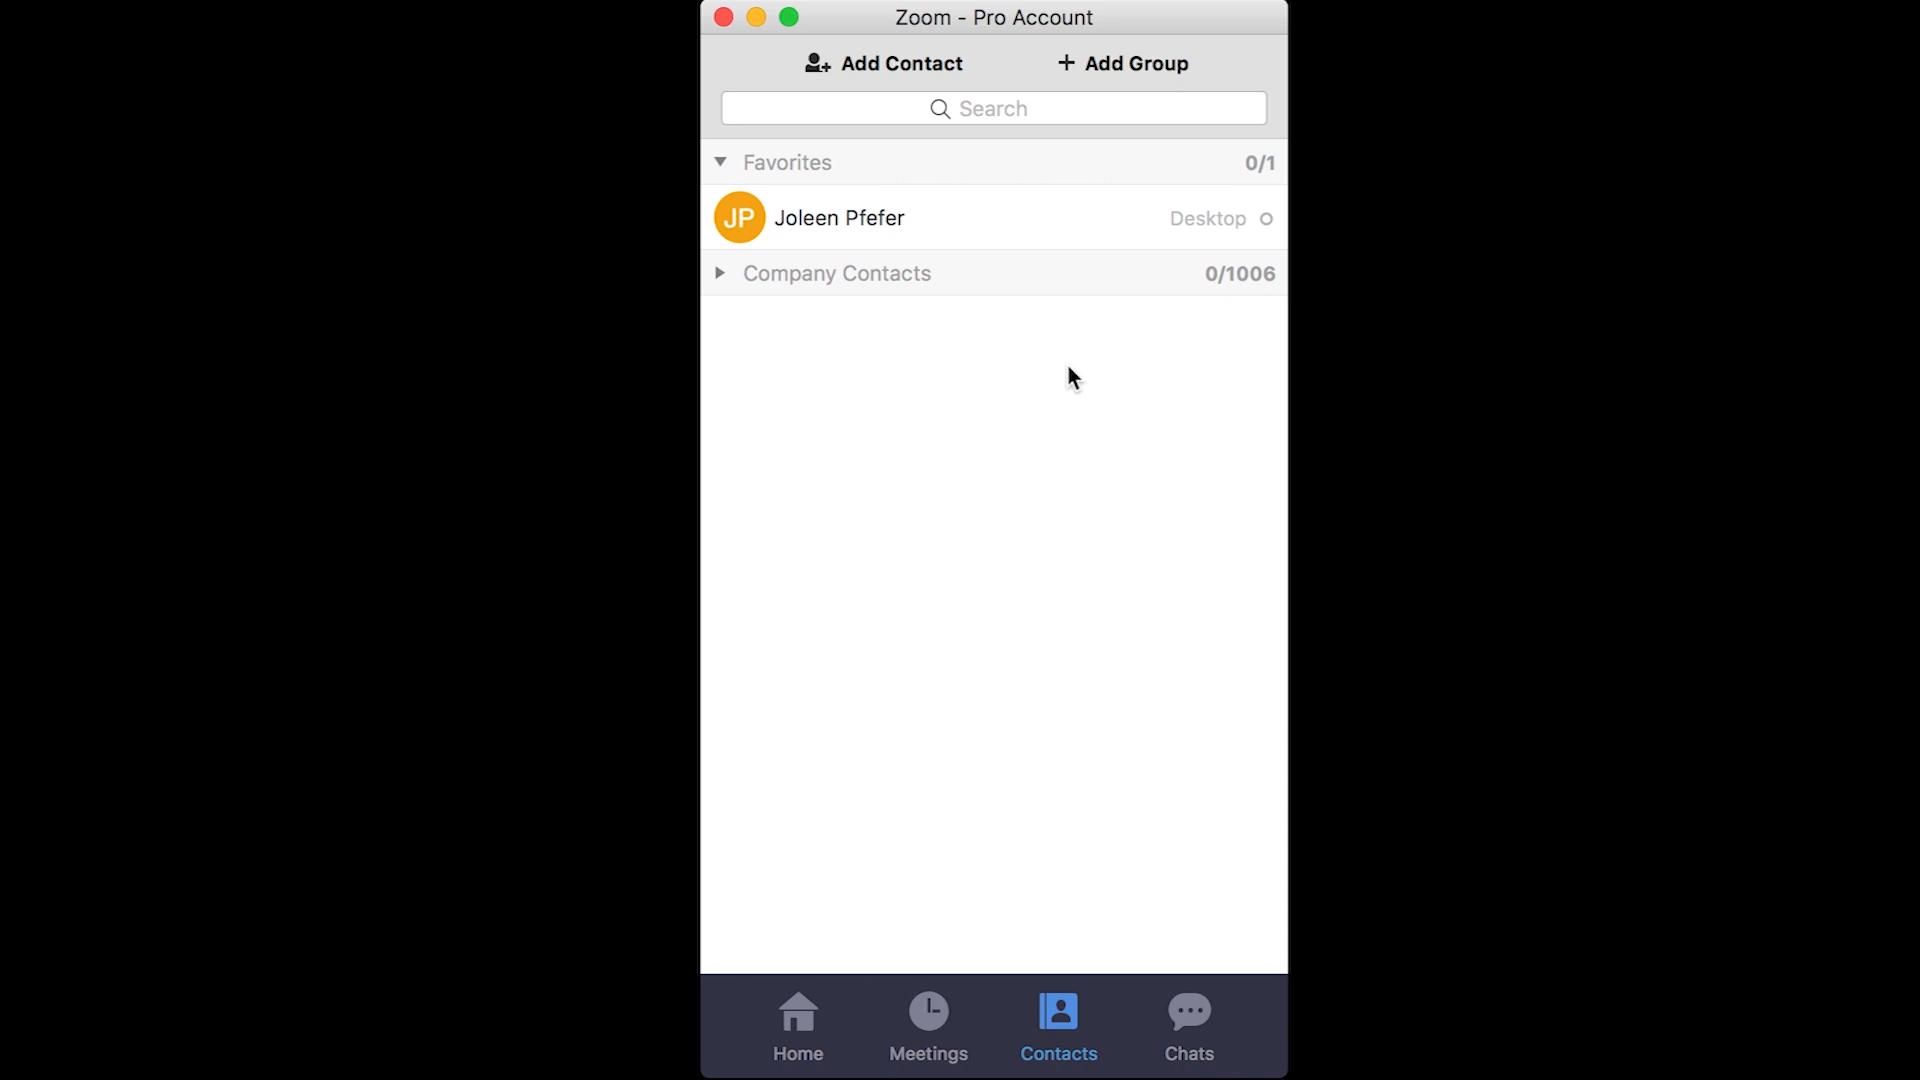 Zoom - Pro Account
Add Contact
+ Add Group
Search
Favorites 0/1
JP Joleen Pfefer Desktop
Company Contacts 0/1006
Home Meetings Contacts Chats